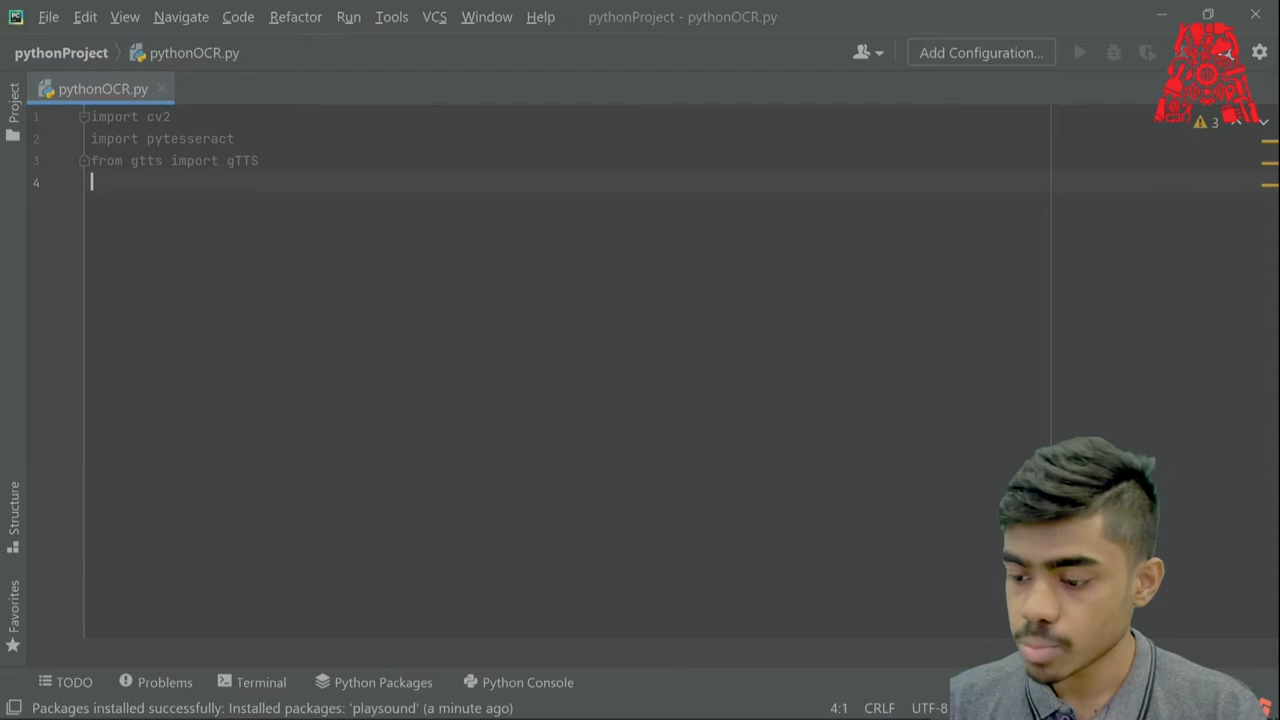 File Edit View Navigate Code Refactor Run Tools VCS Window Help pythonProject - pythonOCR.py
pythonProject pythonOCR.py Add Configuration...
Project
pythonOCR.py
3
1 import cv2
2 import pytesseract
3 from gtts import gTTS
4
Structure
Favorites
TODO Problems Terminal Python Packages Python Console
Packages installed successfully: Installed packages: 'playsound' (a minute ago) 4:1 CRLF UTF-8